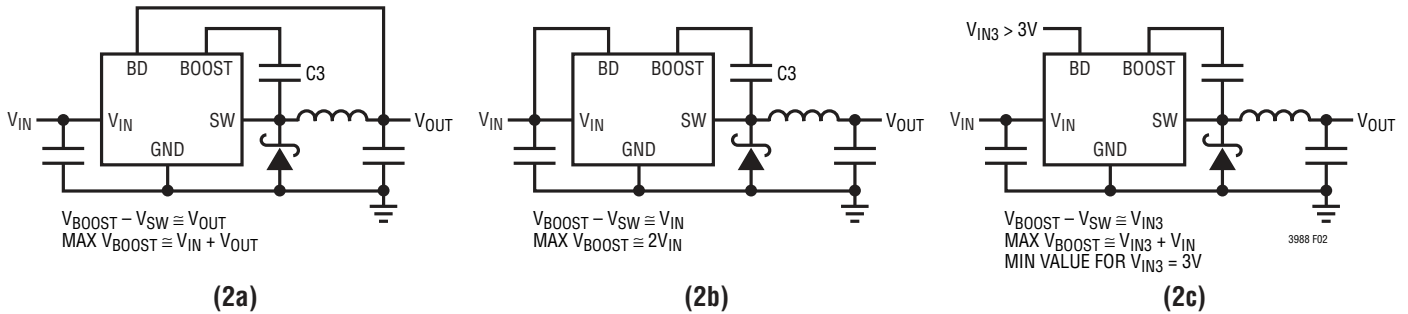 BD
BOOST
C3
V_IN
V_IN
SW
V_OUT
GND
V_BOOST – V_SW ≅ V_OUT
MAX V_BOOST ≅ V_IN + V_OUT
(2a)
BD
BOOST
C3
V_IN
V_IN
SW
V_OUT
GND
V_BOOST – V_SW ≅ V_IN
MAX V_BOOST ≅ 2V_IN
(2b)
V_IN3 > 3V
BD
BOOST
V_IN
V_IN
SW
V_OUT
GND
V_BOOST – V_SW ≅ V_IN3
MAX V_BOOST ≅ V_IN3 + V_IN
MIN VALUE FOR V_IN3 = 3V
3988 F02
(2c)